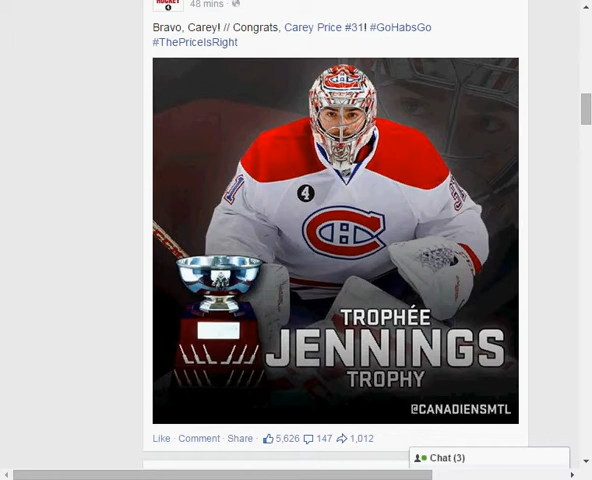 HOCKEY
48 mins
Bravo, Carey! // Congrats, Carey Price #31! #GoHabsGo
#ThePriceIsRight
4
TROPHÉE
JENNINGS
TROPHY
@CANADIENSMTL
Like · Comment · Share · 5,626 147 1,012
Chat (3)